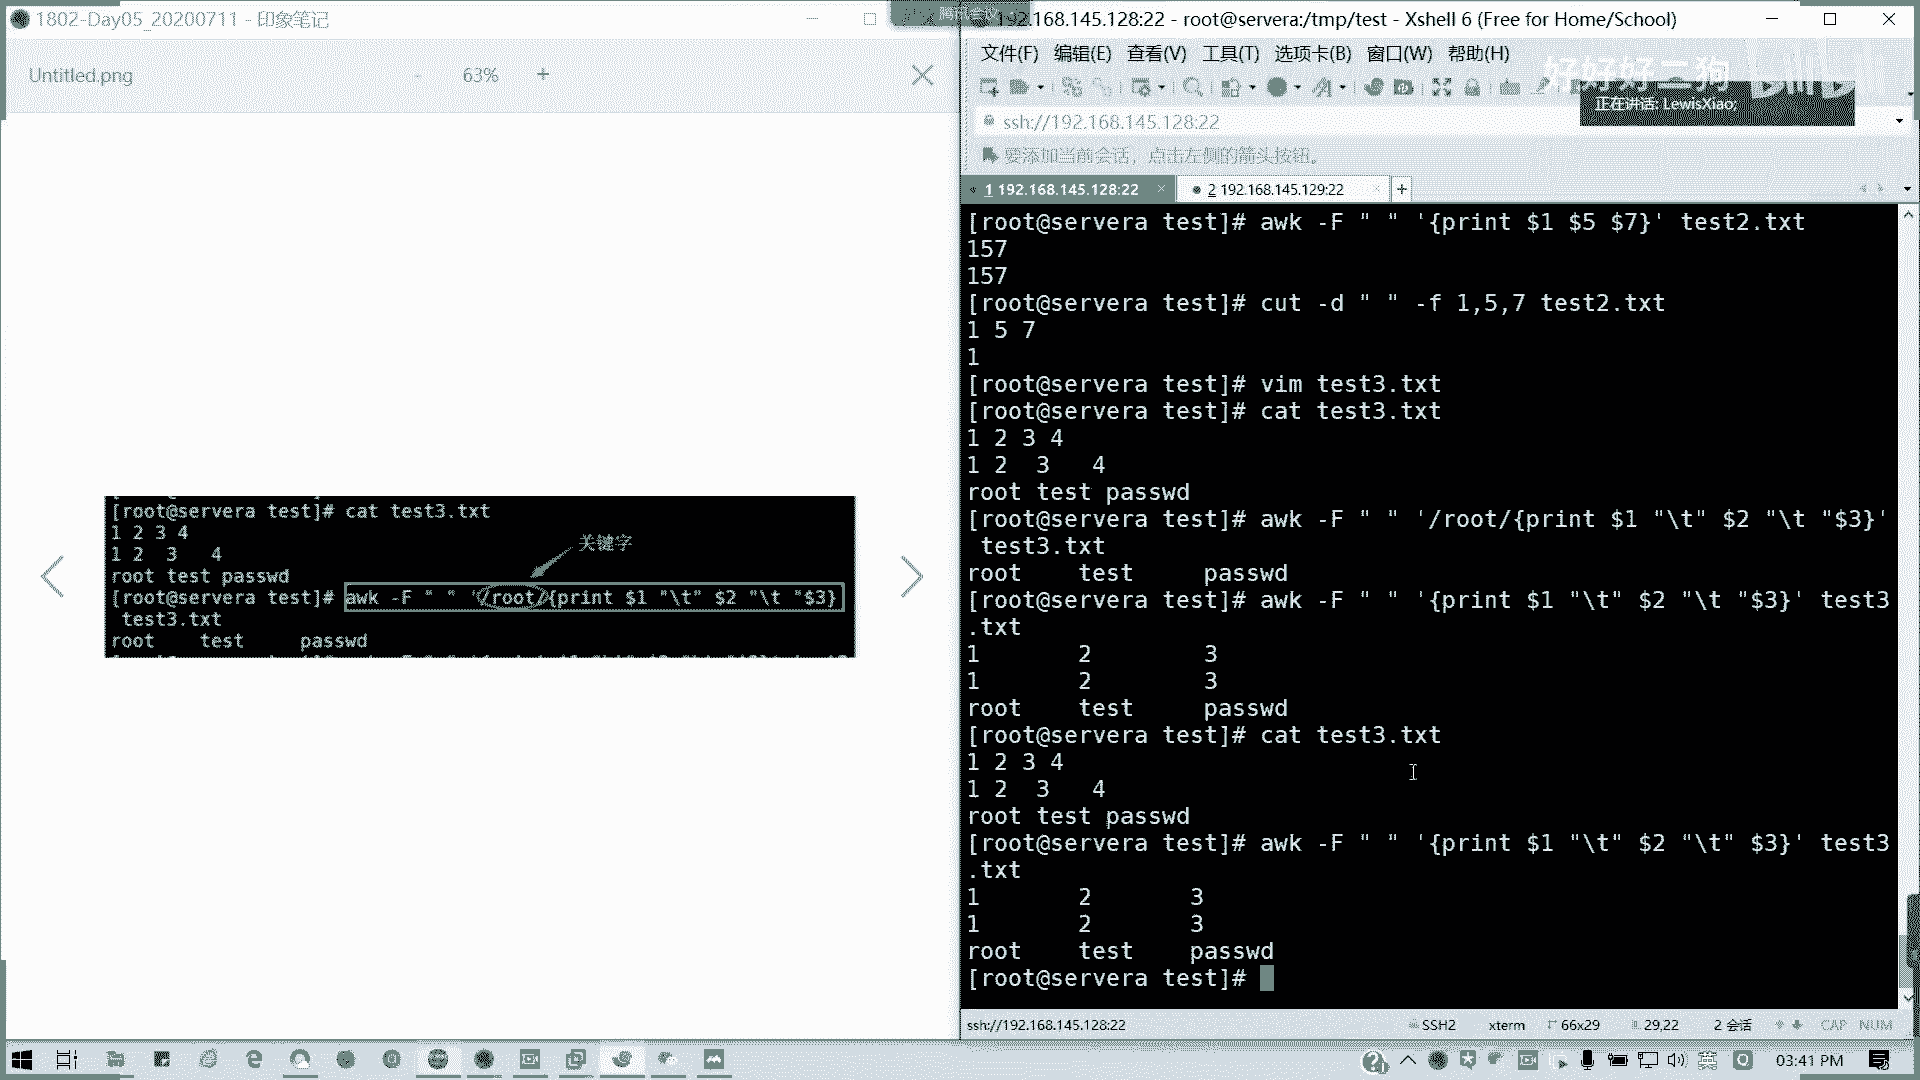 1802-Day05_20200711 - 印象笔记
腾讯会议
192.168.145.128:22 - root@servera:/tmp/test - Xshell 6 (Free for Home/School)
Untitled.png
- 63% +
文件(F) 编辑(E) 查看(V) 工具(T) 选项卡(B) 窗口(W) 帮助(H)
好好好二狗
正在讲话: LewisXiao;
ssh://192.168.145.128:22
要添加当前会话，点击左侧的箭头按钮。
1 192.168.145.128:22
2 192.168.145.129:22
+
[root@servera test]# awk -F " " '{print $1 $5 $7}' test2.txt
157
157
[root@servera test]# cut -d " " -f 1,5,7 test2.txt
1 5 7
1
[root@servera test]# vim test3.txt
[root@servera test]# cat test3.txt
1 2 3 4
1 2  3   4
root test passwd
[root@servera test]# awk -F " " '/root/{print $1 "\t" $2 "\t "$3}'
 test3.txt
root    test     passwd
[root@servera test]# awk -F " " '{print $1 "\t" $2 "\t "$3}' test3
.txt
1       2        3
1       2        3
root    test     passwd
[root@servera test]# cat test3.txt
1 2 3 4
1 2  3   4
root test passwd
[root@servera test]# awk -F " " '{print $1 "\t" $2 "\t" $3}' test3
.txt
1       2       3
1       2       3
root    test    passwd
[root@servera test]#
[root@servera test]# cat test3.txt
1 2 3 4
1 2  3   4
关键字
root test passwd
[root@servera test]# awk -F " " '/root/{print $1 "\t" $2 "\t "$3}
 test3.txt
root    test     passwd
ssh://192.168.145.128:22
SSH2
xterm
66x29
29,22
2 会话
CAP NUM
英
03:41 PM